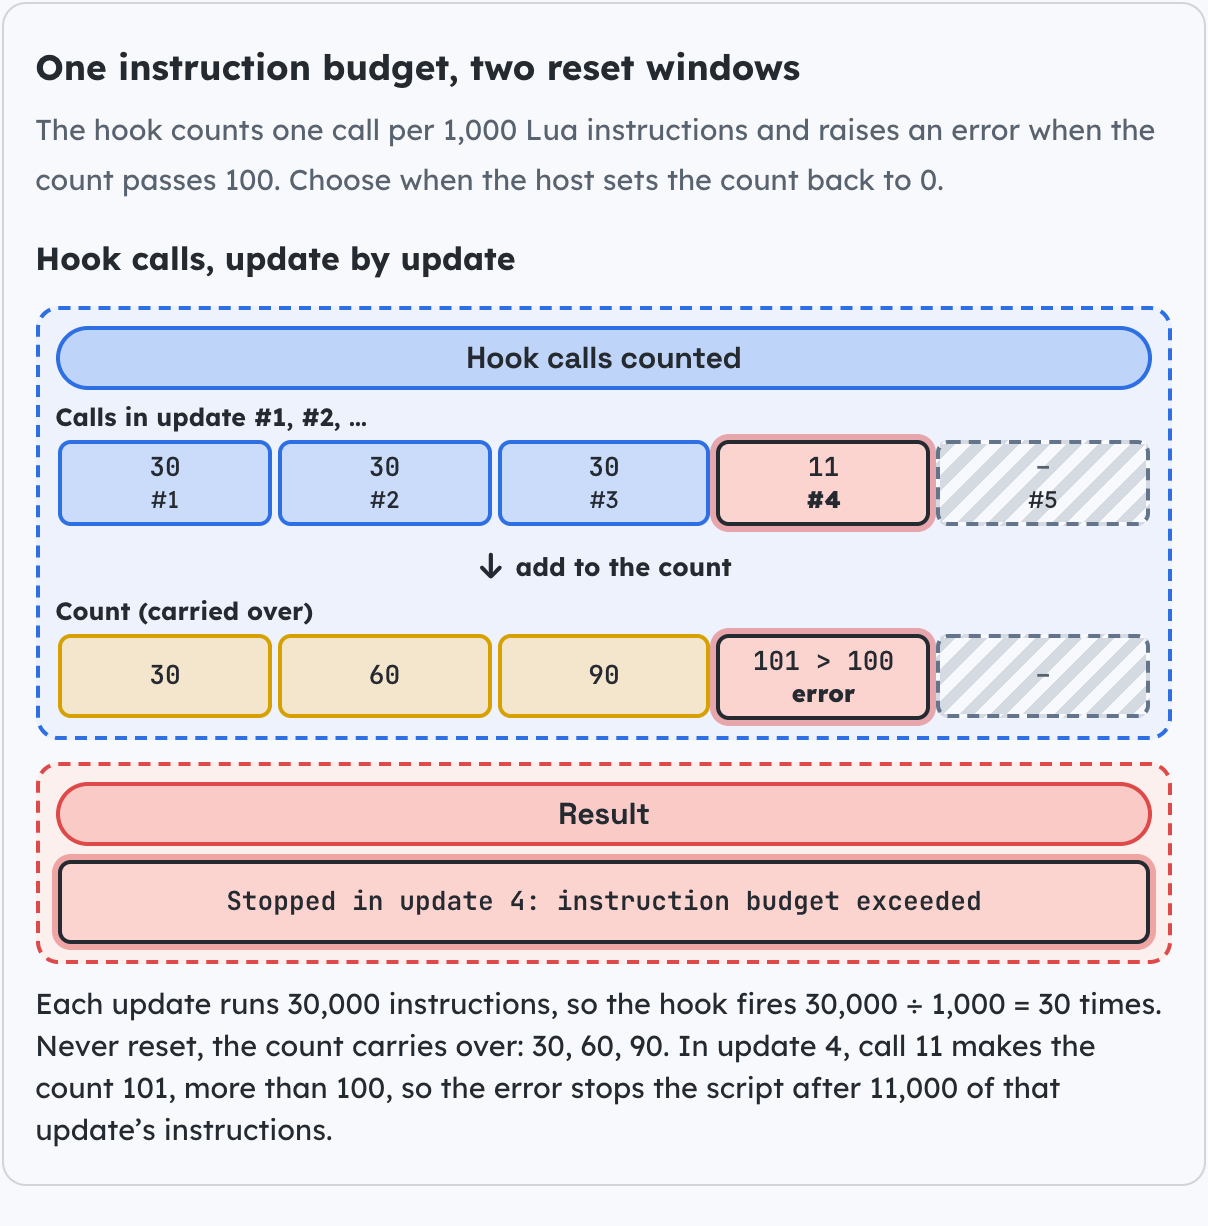 One instruction budget, two reset windows
The hook counts one call per 1,000 Lua instructions and raises an error when the
count passes 100. Choose when the host sets the count back to 0.
Hook calls, update by update
Hook calls counted
Calls in update #1, #2, ...
30 30 30 11 –
#1 #2 #3 #4 #5
↓ add to the count
Count (carried over)
30 60 90 101 > 100 –
error
Result
Stopped in update 4: instruction budget exceeded
Each update runs 30,000 instructions, so the hook fires 30,000 ÷ 1,000 = 30 times.
Never reset, the count carries over: 30, 60, 90. In update 4, call 11 makes the
count 101, more than 100, so the error stops the script after 11,000 of that
update’s instructions.